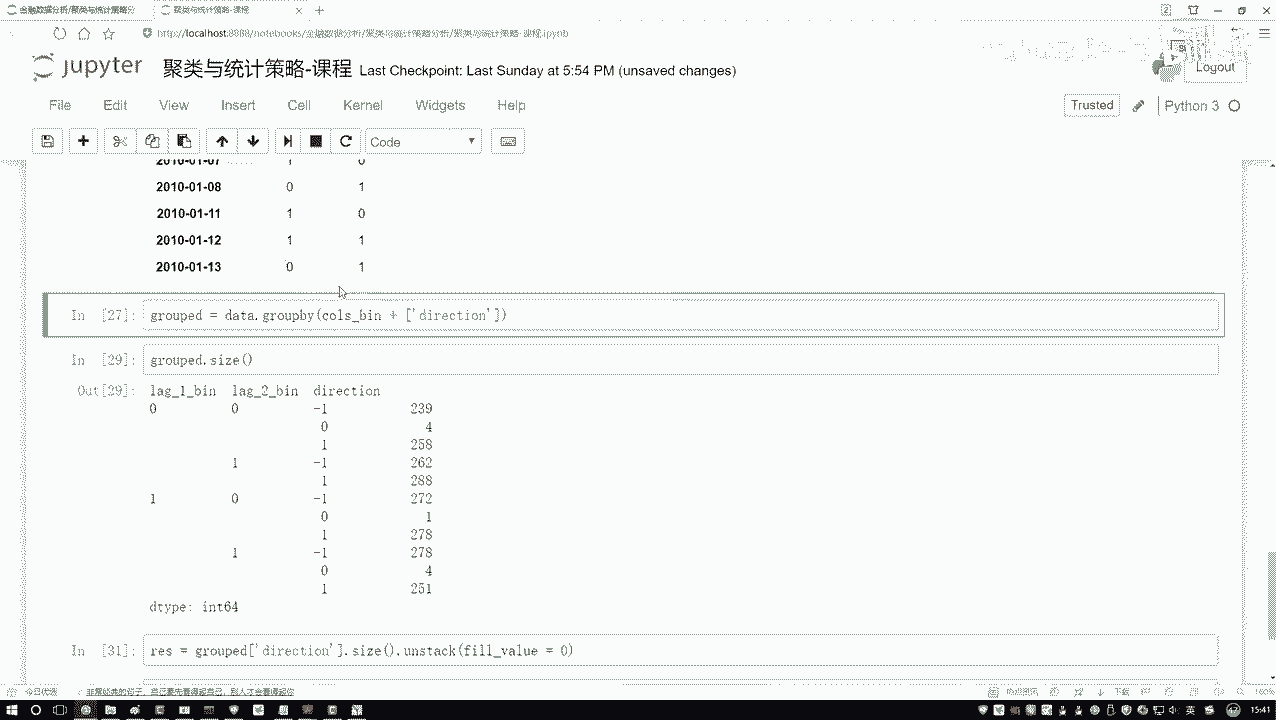 金融数据分析/聚类与统计策略分
聚类与统计策略-课程
http://localhost:8888/notebooks/金融数据分析/聚类与统计策略分析/聚类与统计策略-课程.ipynb
jupyter 聚类与统计策略-课程 Last Checkpoint: Last Sunday at 5:54 PM (unsaved changes)
Logout
File Edit View Insert Cell Kernel Widgets Help
Trusted Python 3
Code
2010-01-07 1 0
2010-01-08 0 1
2010-01-11 1 0
2010-01-12 1 1
2010-01-13 0 1
In [27]: grouped = data.groupby(cols_bin + ['direction'])
In [29]: grouped.size()
Out[29]: lag_1_bin lag_2_bin direction
0 0 -1 239
0 4
1 258
1 -1 262
1 288
1 0 -1 272
0 1
1 278
1 -1 278
0 4
1 251
dtype: int64
In [31]: res = grouped['direction'].size().unstack(fill_value = 0)
今日优选
100%
英
15:41